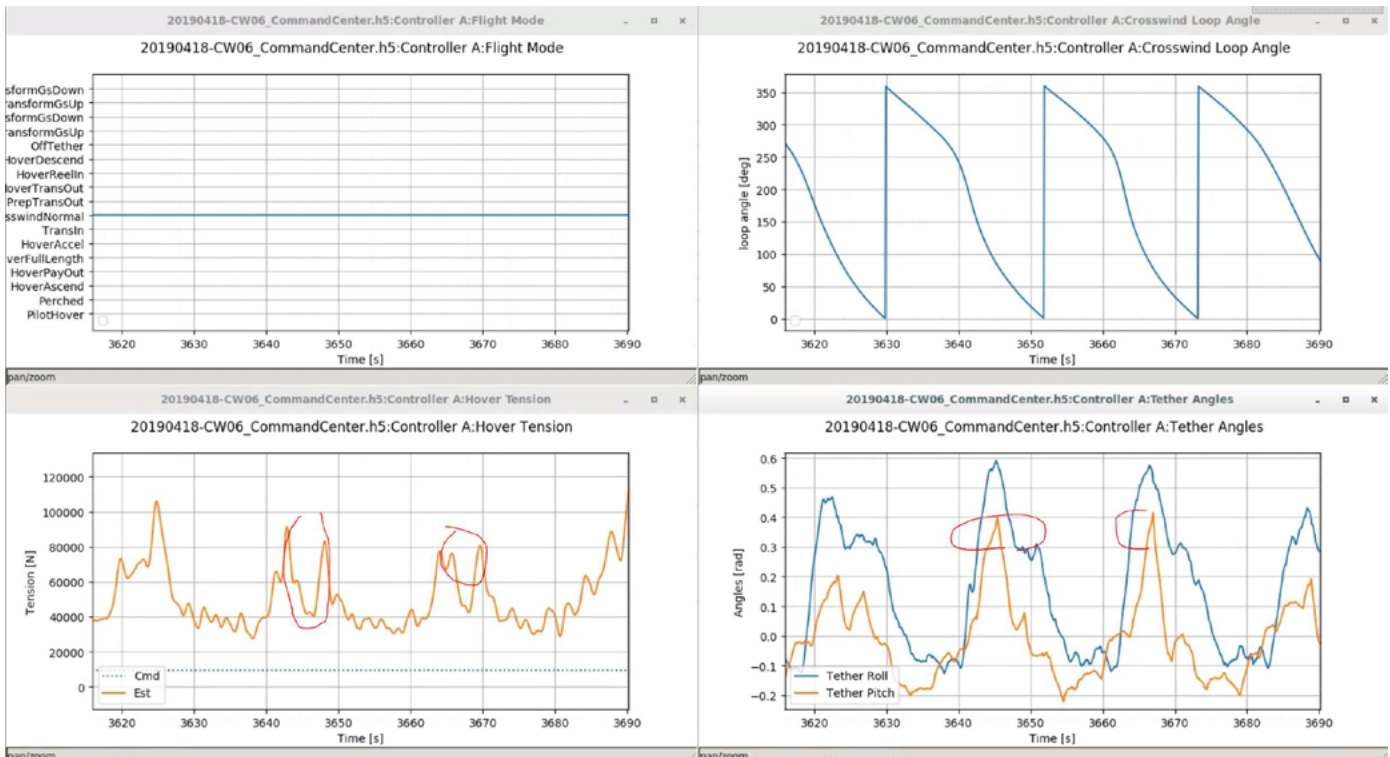 20190418-CW06_CommandCenter.h5:Controller A:Flight Mode
20190418-CW06_CommandCenter.h5:Controller A:Flight Mode
sformGsDown
ransformGsUp
sformGsDown
ransformGsUp
OffTether
HoverDescend
HoverReelIn
HoverTransOut
PrepTransOut
sswindNormal
TransIn
HoverAccel
verFullLength
HoverPayOut
HoverAscend
Perched
PilotHover
3620 3630 3640 3650 3660 3670 3680 3690
Time [s]
pan/zoom
20190418-CW06_CommandCenter.h5:Controller A:Crosswind Loop Angle
20190418-CW06_CommandCenter.h5:Controller A:Crosswind Loop Angle
loop angle [deg]
350
300
250
200
150
100
50
0
3620 3630 3640 3650 3660 3670 3680 3690
Time [s]
pan/zoom
20190418-CW06_CommandCenter.h5:Controller A:Hover Tension
20190418-CW06_CommandCenter.h5:Controller A:Hover Tension
Tension [N]
120000
100000
80000
60000
40000
20000
0
Cmd
Est
3620 3630 3640 3650 3660 3670 3680 3690
Time [s]
pan/zoom
20190418-CW06_CommandCenter.h5:Controller A:Tether Angles
20190418-CW06_CommandCenter.h5:Controller A:Tether Angles
Angles [rad]
0.6
0.5
0.4
0.3
0.2
0.1
0.0
−0.1
−0.2
Tether Roll
Tether Pitch
3620 3630 3640 3650 3660 3670 3680 3690
Time [s]
pan/zoom